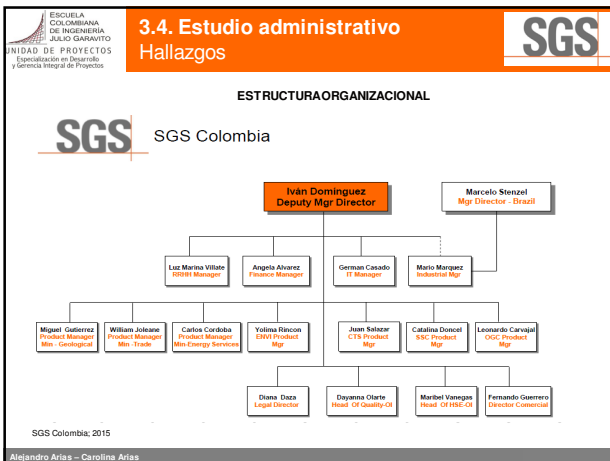 ESCUELA
COLOMBIANA
DE INGENIERÍA
JULIO GARAVITO
UNIDAD DE PROYECTOS
Especialización en Desarrollo
y Gerencia Integral de Proyectos
3.4. Estudio administrativo
Hallazgos
SGS
ESTRUCTURA ORGANIZACIONAL
SGS
SGS Colombia
Iván Domínguez
Deputy Mgr Director
Marcelo Stenzel
Mgr Director - Brazil
Luz Marina Villate
RRHH Manager
Angela Alvarez
Finance Manager
German Casado
IT Manager
Mario Marquez
Industrial Mgr
Miguel Gutierrez
Product Manager
Min - Geological
William Joleane
Product Manager
Min -Trade
Carlos Cordoba
Product Manager
Min-Energy Services
Yolima Rincon
ENVI Product
Mgr
Juan Salazar
CTS Product
Mgr
Catalina Doncel
SSC Product
Mgr
Leonardo Carvajal
OGC Product
Mgr
Diana Daza
Legal Director
Dayanna Olarte
Head Of Quality-OI
Maribel Vanegas
Head Of HSE-OI
Fernando Guerrero
Director Comercial
SGS Colombia; 2015
Alejandro Arias – Carolina Arias